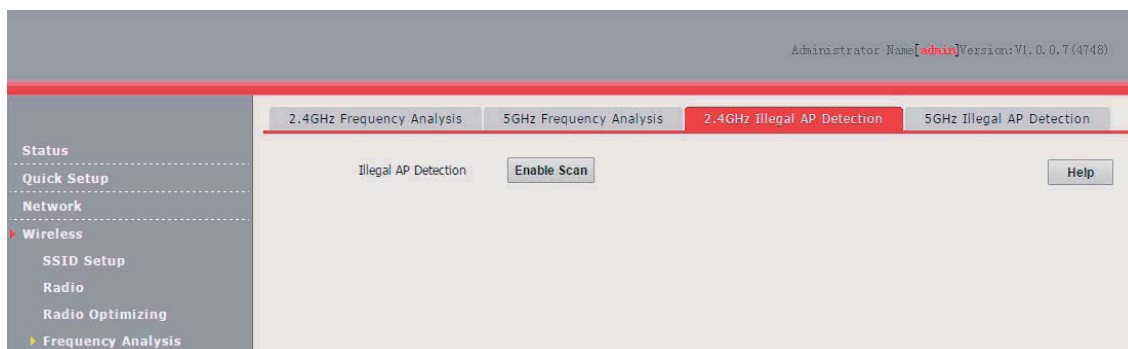 Administrator Name[admin]Version:V1.0.0.7(4748)
2.4GHz Frequency Analysis 5GHz Frequency Analysis 2.4GHz Illegal AP Detection 5GHz Illegal AP Detection
Status
Quick Setup
Network
Wireless
SSID Setup
Radio
Radio Optimizing
Frequency Analysis
Illegal AP Detection Enable Scan Help